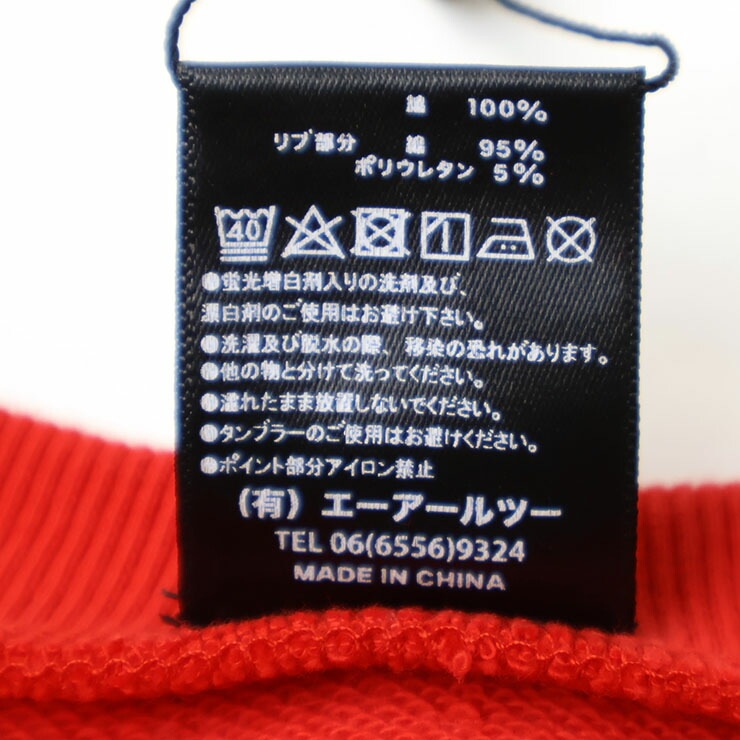 綿 100%
リブ部分 綿 95%
ポリウレタン 5%
40
●蛍光増白剤入りの洗剤及び、
漂白剤のご使用はお避け下さい。
●洗濯及び脱水の際、移染の恐れがあります。
●他の物と分けて洗ってください。
●濡れたまま放置しないでください。
●タンブラーのご使用はお避けください。
●ポイント部分アイロン禁止
(有) エーアールツー
TEL 06(6556)9324
MADE IN CHINA